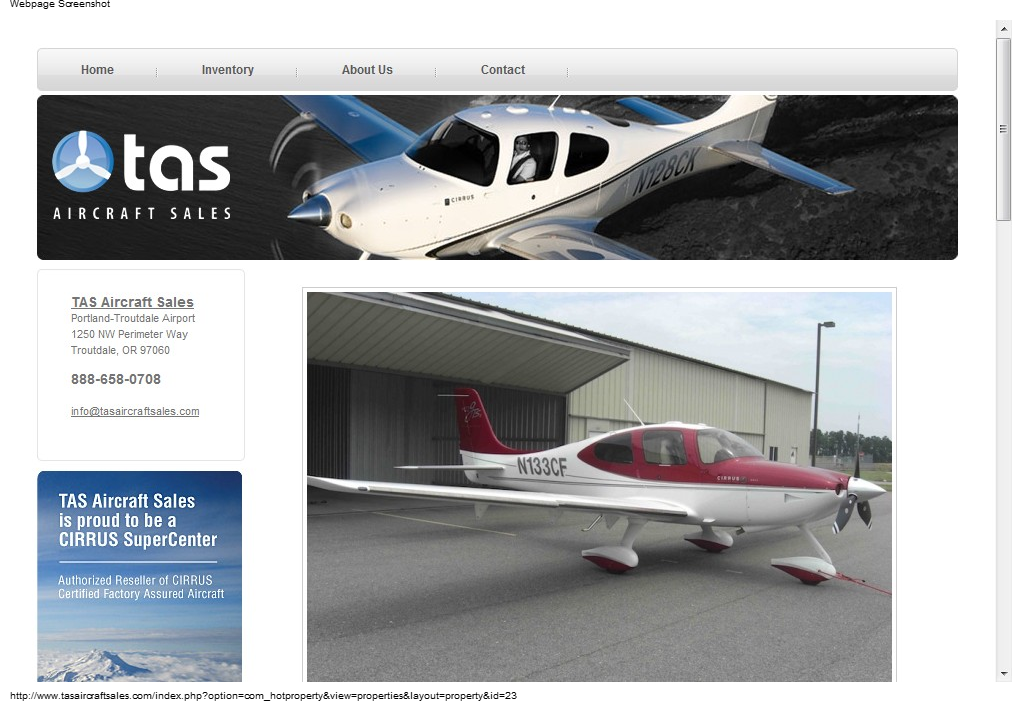 Webpage Screenshot
Home
Inventory
About Us
Contact
tas
AIRCRAFT SALES
CIRRUS
N128CK
TAS Aircraft Sales
Portland-Troutdale Airport
1250 NW Perimeter Way
Troutdale, OR 97060
888-658-0708
info@tasaircraftsales.com
N133CF
CIRRUS
TAS Aircraft Sales
is proud to be a
CIRRUS SuperCenter
Authorized Reseller of CIRRUS
Certified Factory Assured Aircraft
http://www.tasaircraftsales.com/index.php?option=com_hotproperty&view=properties&layout=property&id=23